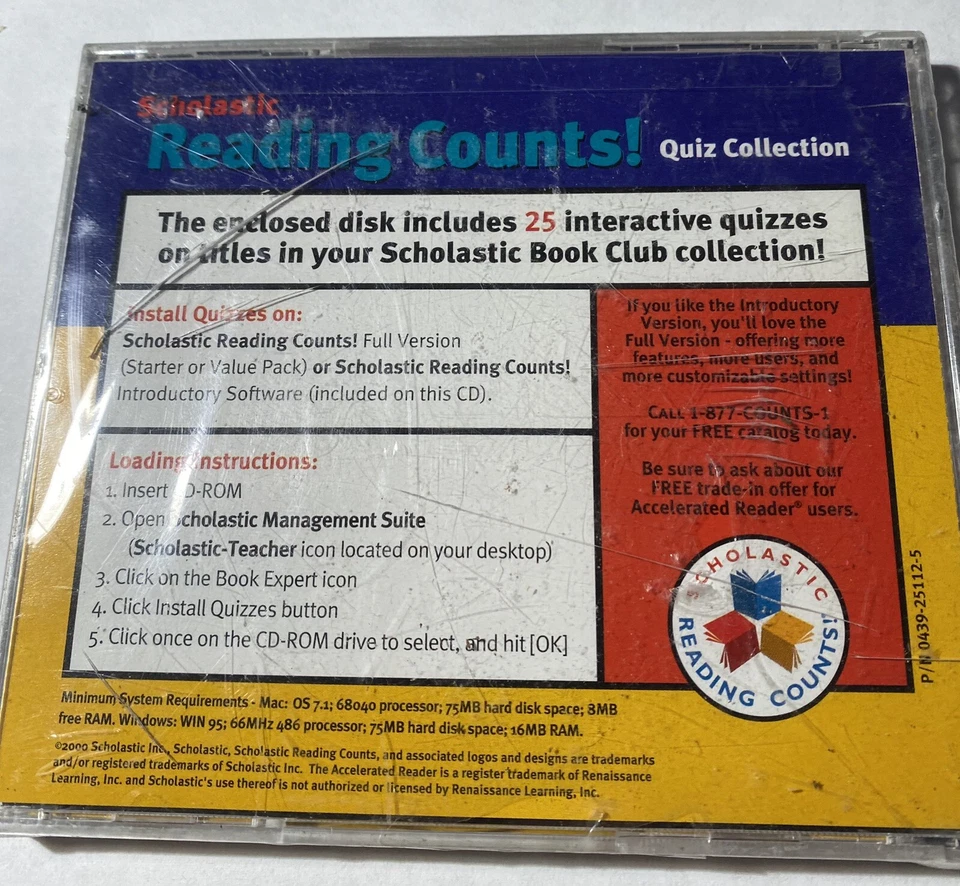 Scholastic
Reading Counts! Quiz Collection
The enclosed disk includes 25 interactive quizzes
on titles in your Scholastic Book Club collection!
Install Quizzes on:
Scholastic Reading Counts! Full Version
(Starter or Value Pack) or Scholastic Reading Counts!
Introductory Software (included on this CD).
Loading Instructions:
1. Insert CD-ROM
2. Open Scholastic Management Suite
(Scholastic-Teacher icon located on your desktop)
3. Click on the Book Expert icon
4. Click Install Quizzes button
5. Click once on the CD-ROM drive to select, and hit [OK]
If you like the Introductory
Version, you'll love the
Full Version - offering more
features, more users, and
more customizable settings!
CALL 1-877-COUNTS-1
for your FREE catalog today.
Be sure to ask about our
FREE trade-in offer for
Accelerated Reader® users.
SCHOLASTIC
READING COUNTS!
P/N 0439-25112-5
Minimum System Requirements - Mac: OS 7.1; 68040 processor; 75MB hard disk space; 8MB
free RAM. Windows: WIN 95; 66MHz 486 processor; 75MB hard disk space; 16MB RAM.
©2000 Scholastic Inc., Scholastic, Scholastic Reading Counts, and associated logos and designs are trademarks
and/or registered trademarks of Scholastic Inc. The Accelerated Reader is a register trademark of Renaissance
Learning, Inc. and Scholastic's use thereof is not authorized or licensed by Renaissance Learning, Inc.